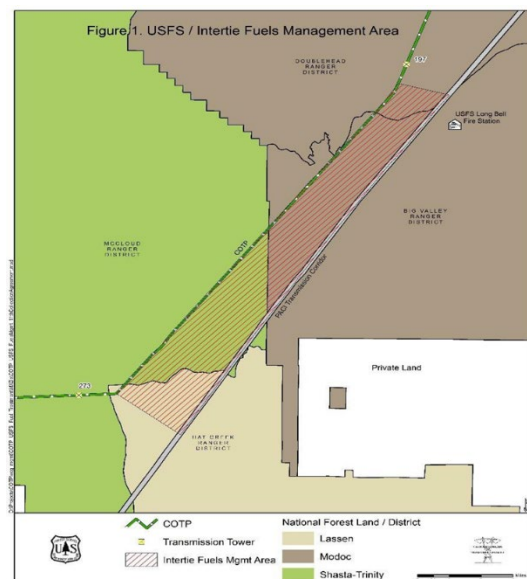 Figure 1. USFS / Intertie Fuels Management Area
DOUBLEHEAD
RANGER
DISTRICT
197
USFS Long Bell
Fire Station
BIG VALLEY
RANGER
DISTRICT
MCCLOUD
RANGER
DISTRICT
COTP
PACI Transmission Corridor
Private Land
273
HAT CREEK
RANGER
DISTRICT
COTP
Transmission Tower
Intertie Fuels Mgmt Area
National Forest Land / District
Lassen
Modoc
Shasta-Trinity
U S